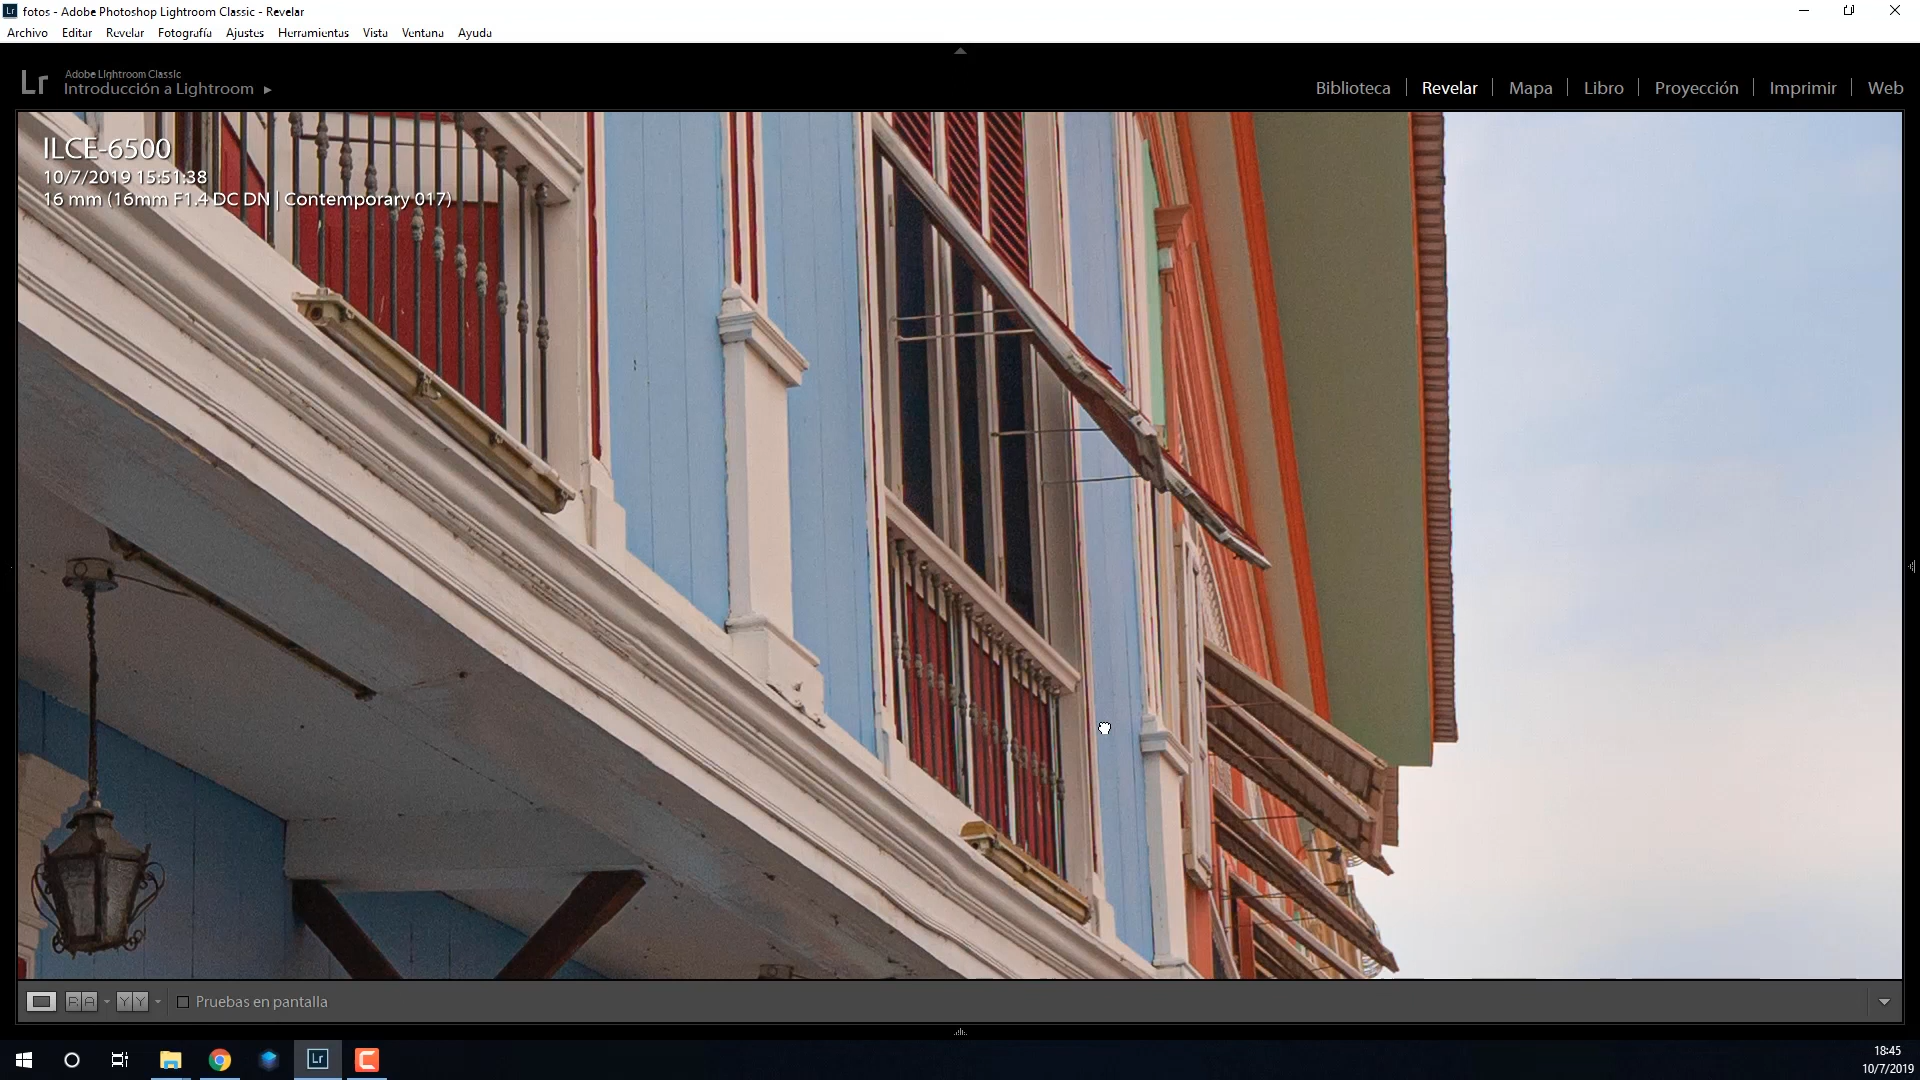 Lr fotos - Adobe Photoshop Lightroom Classic - Revelar
Archivo Editar Revelar Fotografía Ajustes Herramientas Vista Ventana Ayuda
Lr Adobe Lightroom Classic
Introducción a Lightroom
Biblioteca Revelar Mapa Libro Proyección Imprimir Web
ILCE-6500
10/7/2019 15:51:38
16 mm (16mm F1.4 DC DN | Contemporary 017)
R A Y Y Pruebas en pantalla
Lr
18:45
10/7/2019